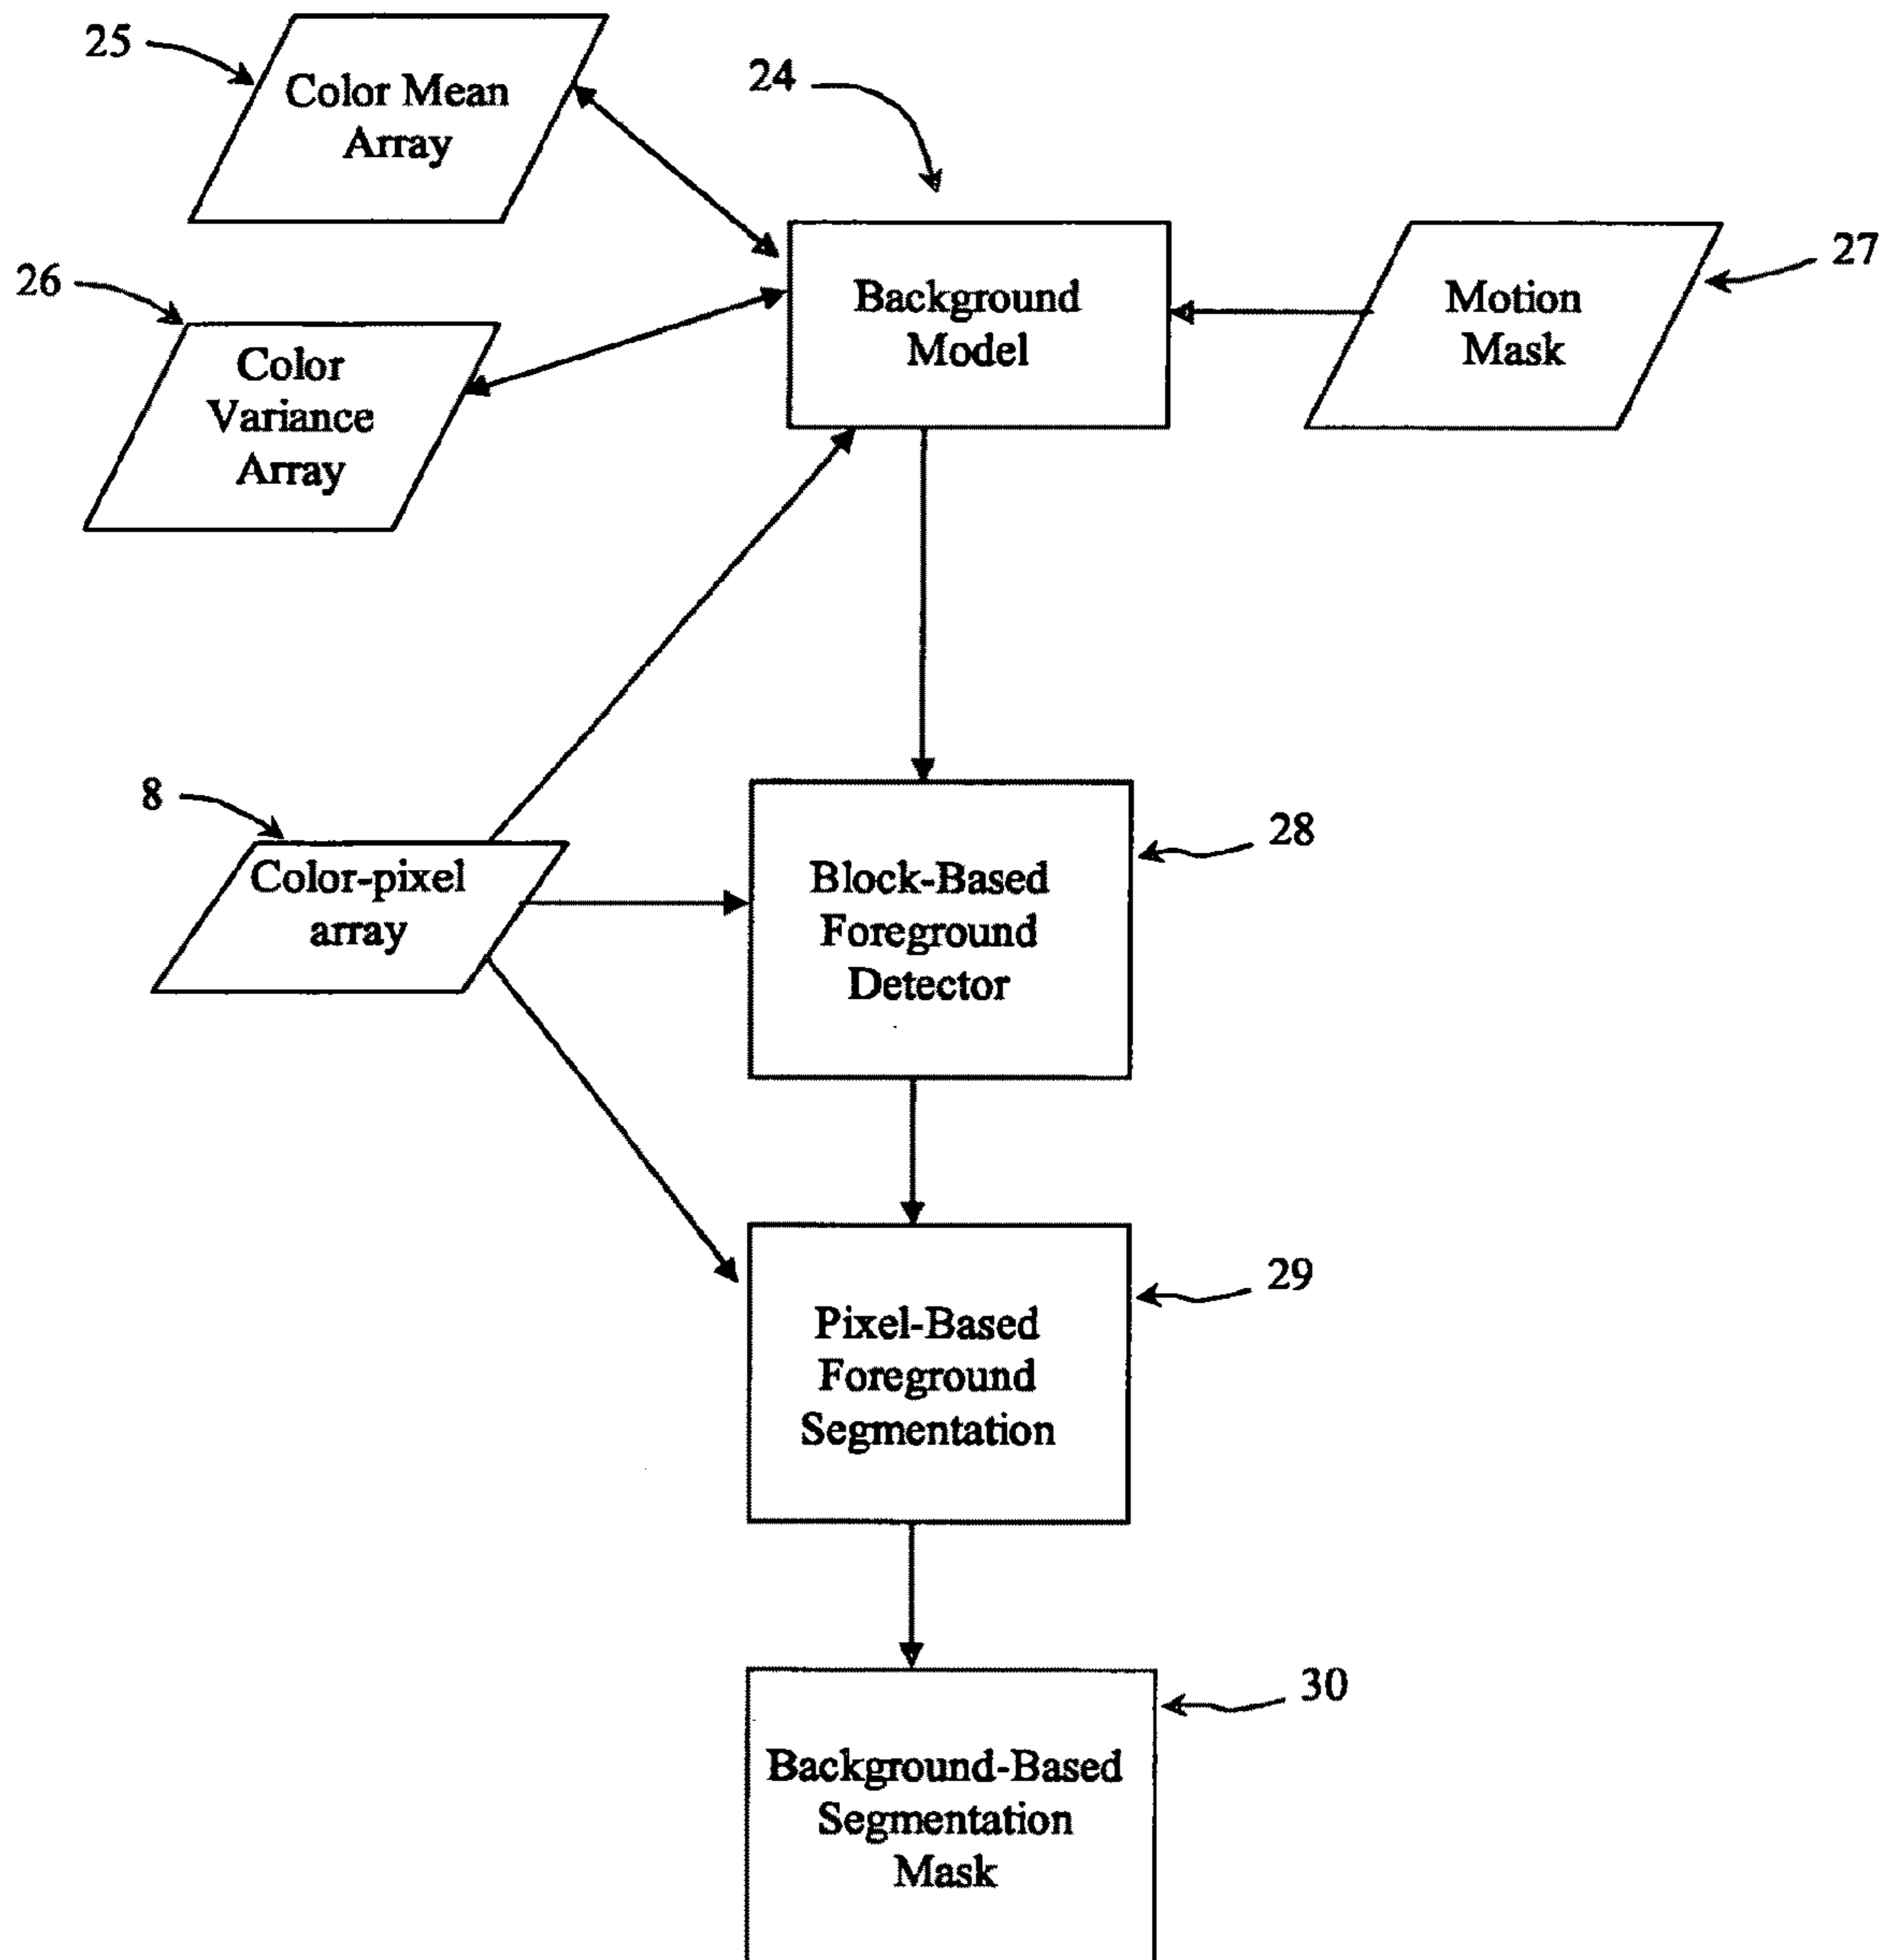 25
Color Mean
Array
24
26
Color
Variance
Array
Background
Model
Motion
Mask
27
8
Color-pixel
array
Block-Based
Foreground
Detector
28
Pixel-Based
Foreground
Segmentation
29
Background-Based
Segmentation
Mask
30